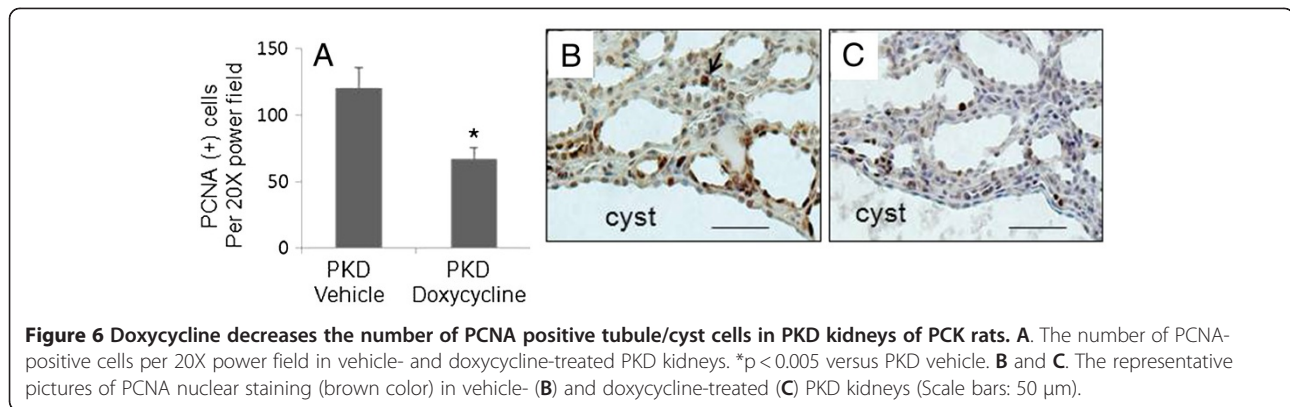 150
100
50
0
PCNA (+) cells
Per 20X power field
A
*
PKD
Vehicle
PKD
Doxycycline
B
cyst
C
cyst
Figure 6 Doxycycline decreases the number of PCNA positive tubule/cyst cells in PKD kidneys of PCK rats. A. The number of PCNA-
positive cells per 20X power field in vehicle- and doxycycline-treated PKD kidneys. *p < 0.005 versus PKD vehicle. B and C. The representative
pictures of PCNA nuclear staining (brown color) in vehicle- (B) and doxycycline-treated (C) PKD kidneys (Scale bars: 50 μm).